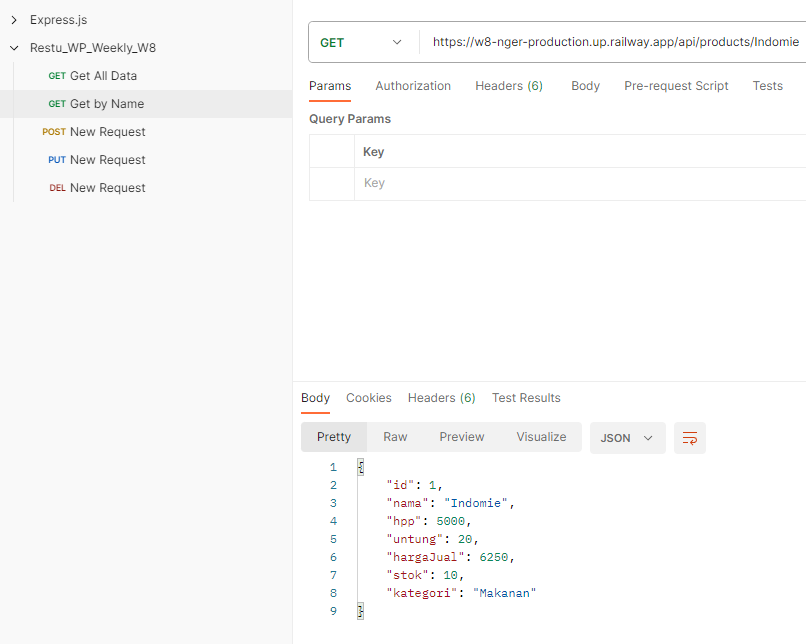 Express.js
Restu_WP_Weekly_W8
GET Get All Data
GET Get by Name
POST New Request
PUT New Request
DEL New Request
GET https://w8-nger-production.up.railway.app/api/products/Indomie
Params Authorization Headers (6) Body Pre-request Script Tests
Query Params
Key
Key
Body Cookies Headers (6) Test Results
Pretty Raw Preview Visualize JSON
1 {
2 "id": 1,
3 "nama": "Indomie",
4 "hpp": 5000,
5 "untung": 20,
6 "hargaJual": 6250,
7 "stok": 10,
8 "kategori": "Makanan"
9 }